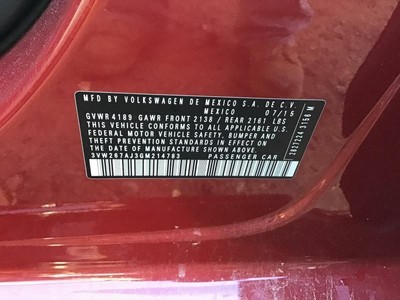 MFD BY VOLKSWAGEN DE MEXICO S.A. DE C.V.
MEXICO 07/15
GVWR 4189 GAWR FRONT 2138 / REAR 2161 LBS
THIS VEHICLE CONFORMS TO ALL APPLICABLE
FEDERAL MOTOR VEHICLE SAFETY, BUMPER AND
THEFT PREVENTION STANDARDS IN EFFECT ON
THE DATE OF MANUFACTURE SHOWN ABOVE
3VW267AJ3GM214783 PASSENGER CAR